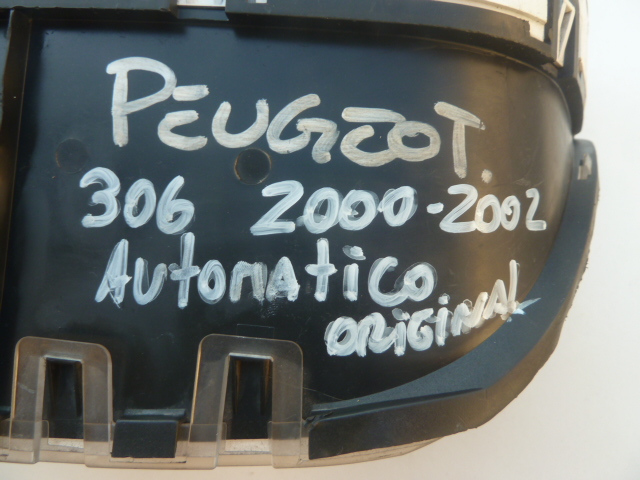 PEUGEOT.
306 2000-2002
AUTOMATICO
ORIGINAL